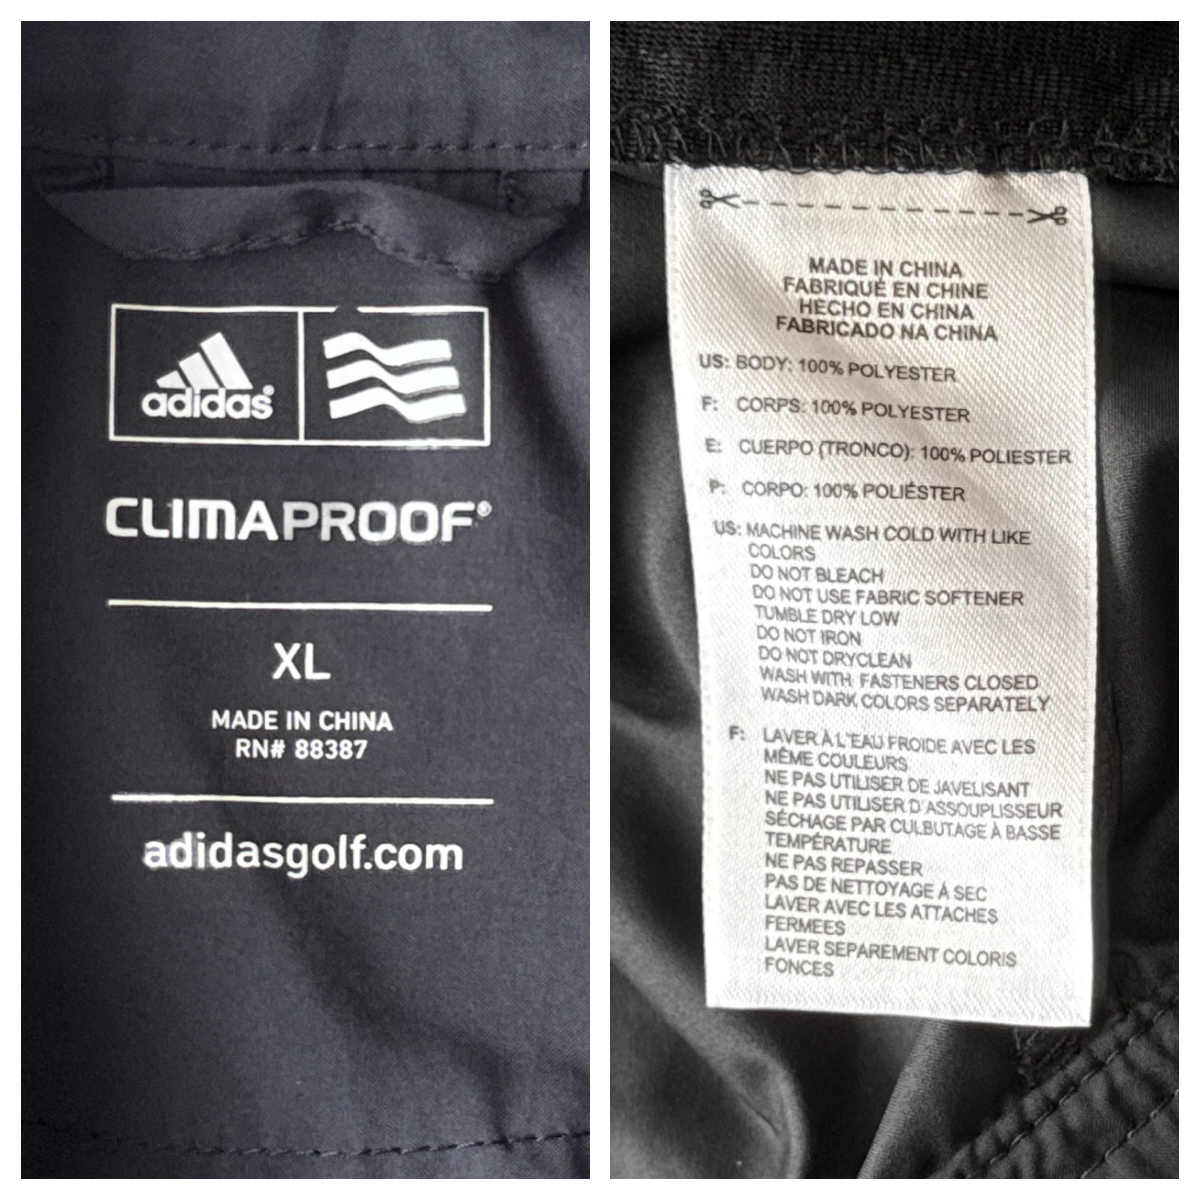 adidas®
CLIMAPROOF®
XL
MADE IN CHINA
RN# 88387
adidasgolf.com
MADE IN CHINA
FABRIQUÉ EN CHINE
HECHO EN CHINA
FABRICADO NA CHINA
US: BODY: 100% POLYESTER
F: CORPS: 100% POLYESTER
E: CUERPO (TRONCO): 100% POLIESTER
P: CORPO: 100% POLIÉSTER
US: MACHINE WASH COLD WITH LIKE
COLORS
DO NOT BLEACH
DO NOT USE FABRIC SOFTENER
TUMBLE DRY LOW
DO NOT IRON
DO NOT DRYCLEAN
WASH WITH FASTENERS CLOSED
WASH DARK COLORS SEPARATELY
F: LAVER À L'EAU FROIDE AVEC LES
MÊME COULEURS
NE PAS UTILISER DE JAVELISANT
NE PAS UTILISER D'ASSOUPLISSEUR
SÉCHAGE PAR CULBUTAGE À BASSE
TEMPÉRATURE
NE PAS REPASSER
PAS DE NETTOYAGE À SEC
LAVER AVEC LES ATTACHES
FERMEES
LAVER SEPAREMENT COLORIS
FONCES